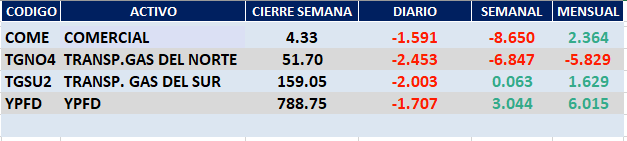 CODIGO ACTIVO CIERRE SEMANA DIARIO SEMANAL MENSUAL
COME COMERCIAL 4.33 -1.591 -8.650 2.364
TGNO4 TRANSP.GAS DEL NORTE 51.70 -2.453 -6.847 -5.829
TGSU2 TRANSP. GAS DEL SUR 159.05 -2.003 0.063 1.629
YPFD YPFD 788.75 -1.707 3.044 6.015